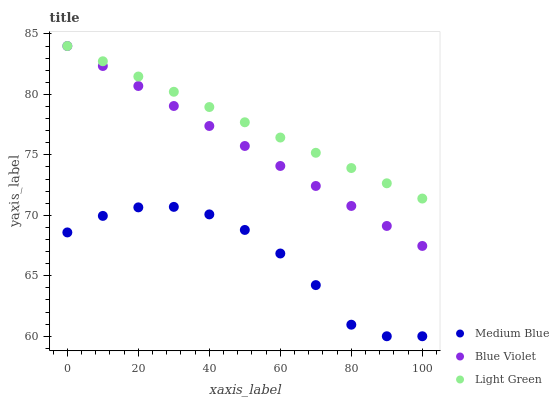 title
85
80
75
70
65
60
yaxis_label
0
20
40
60
80
100
xaxis_label
Medium Blue
Blue Violet
Light Green